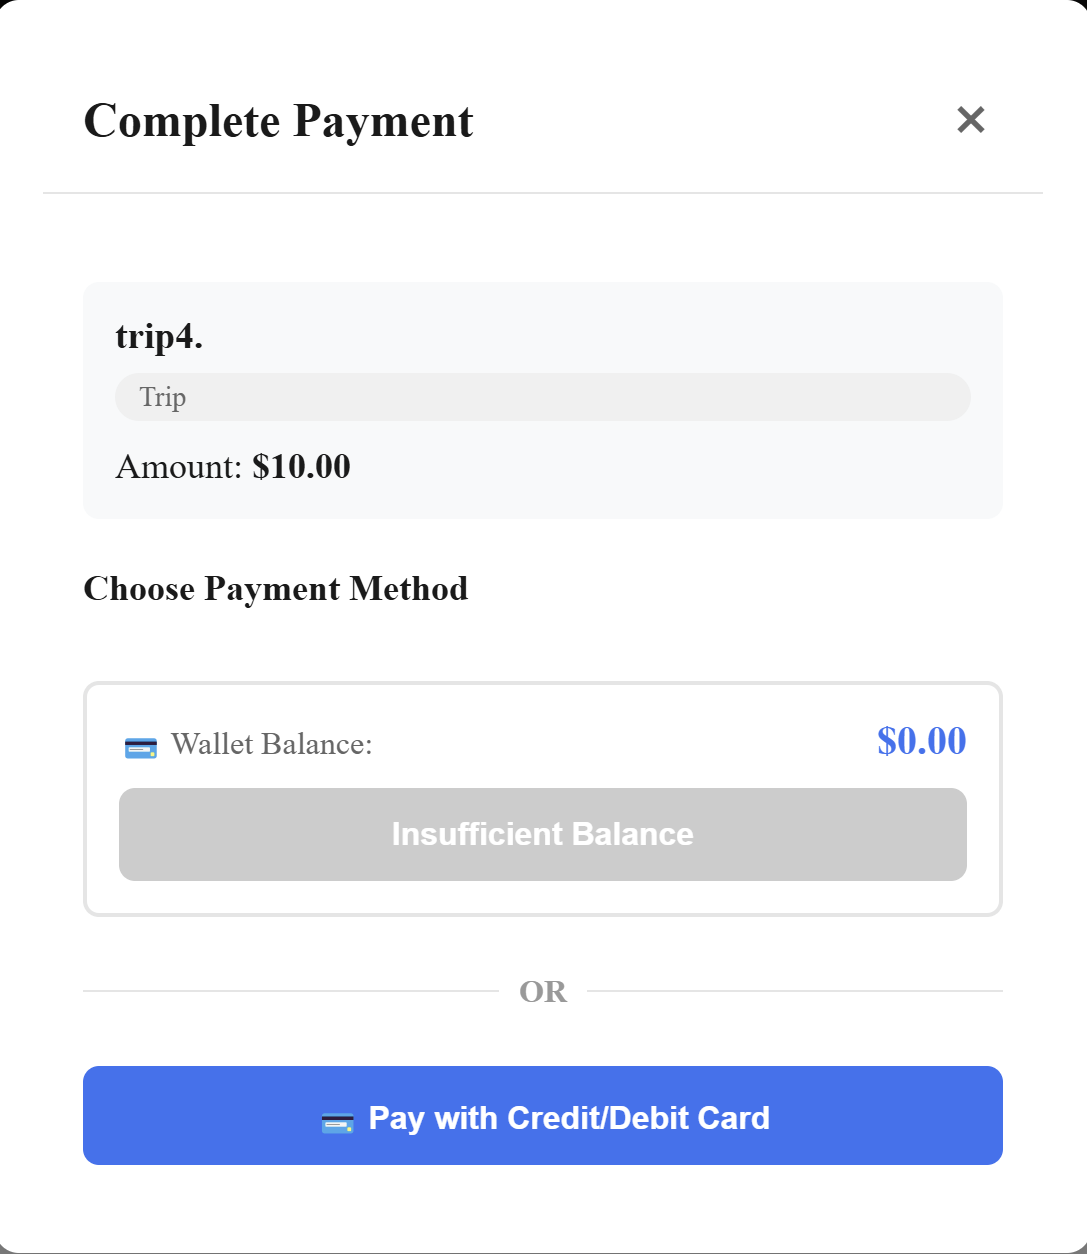 Complete Payment
trip4.
Trip
Amount: $10.00
Choose Payment Method
Wallet Balance: $0.00
Insufficient Balance
OR
Pay with Credit/Debit Card